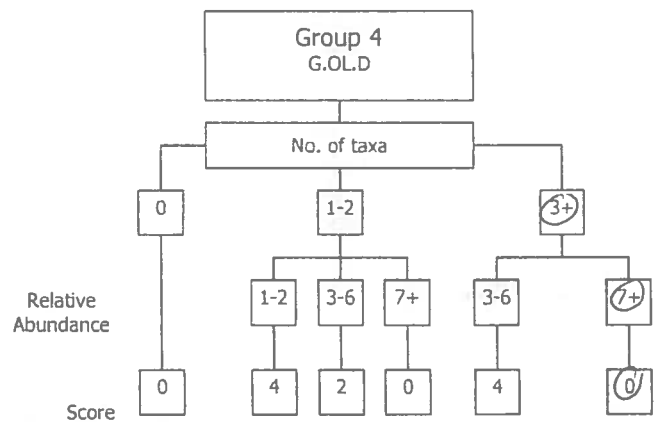 Group 4
G.OL.D
No. of taxa
0 1-2 3+
Relative
Abundance
1-2 3-6 7+ 3-6 7+
Score
0 4 2 0 4 0